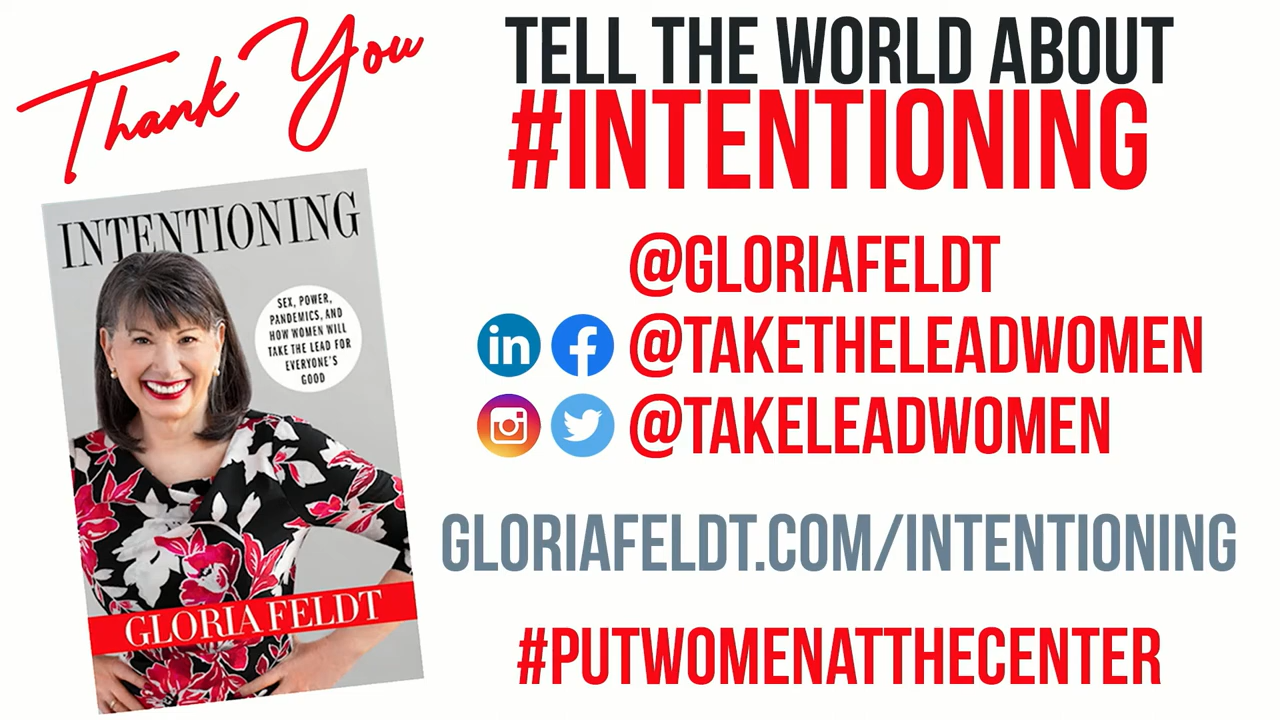 Thank You
INTENTIONING
SEX, POWER,
PANDEMICS, AND
HOW WOMEN WILL
TAKE THE LEAD FOR
EVERYONE'S
GOOD
GLORIA FELDT
TELL THE WORLD ABOUT
#INTENTIONING
@GLORIAFELDT
in f @TAKETHELEADWOMEN
@TAKELEADWOMEN
GLORIAFELDT.COM/INTENTIONING
#PUTWOMENATTHECENTER